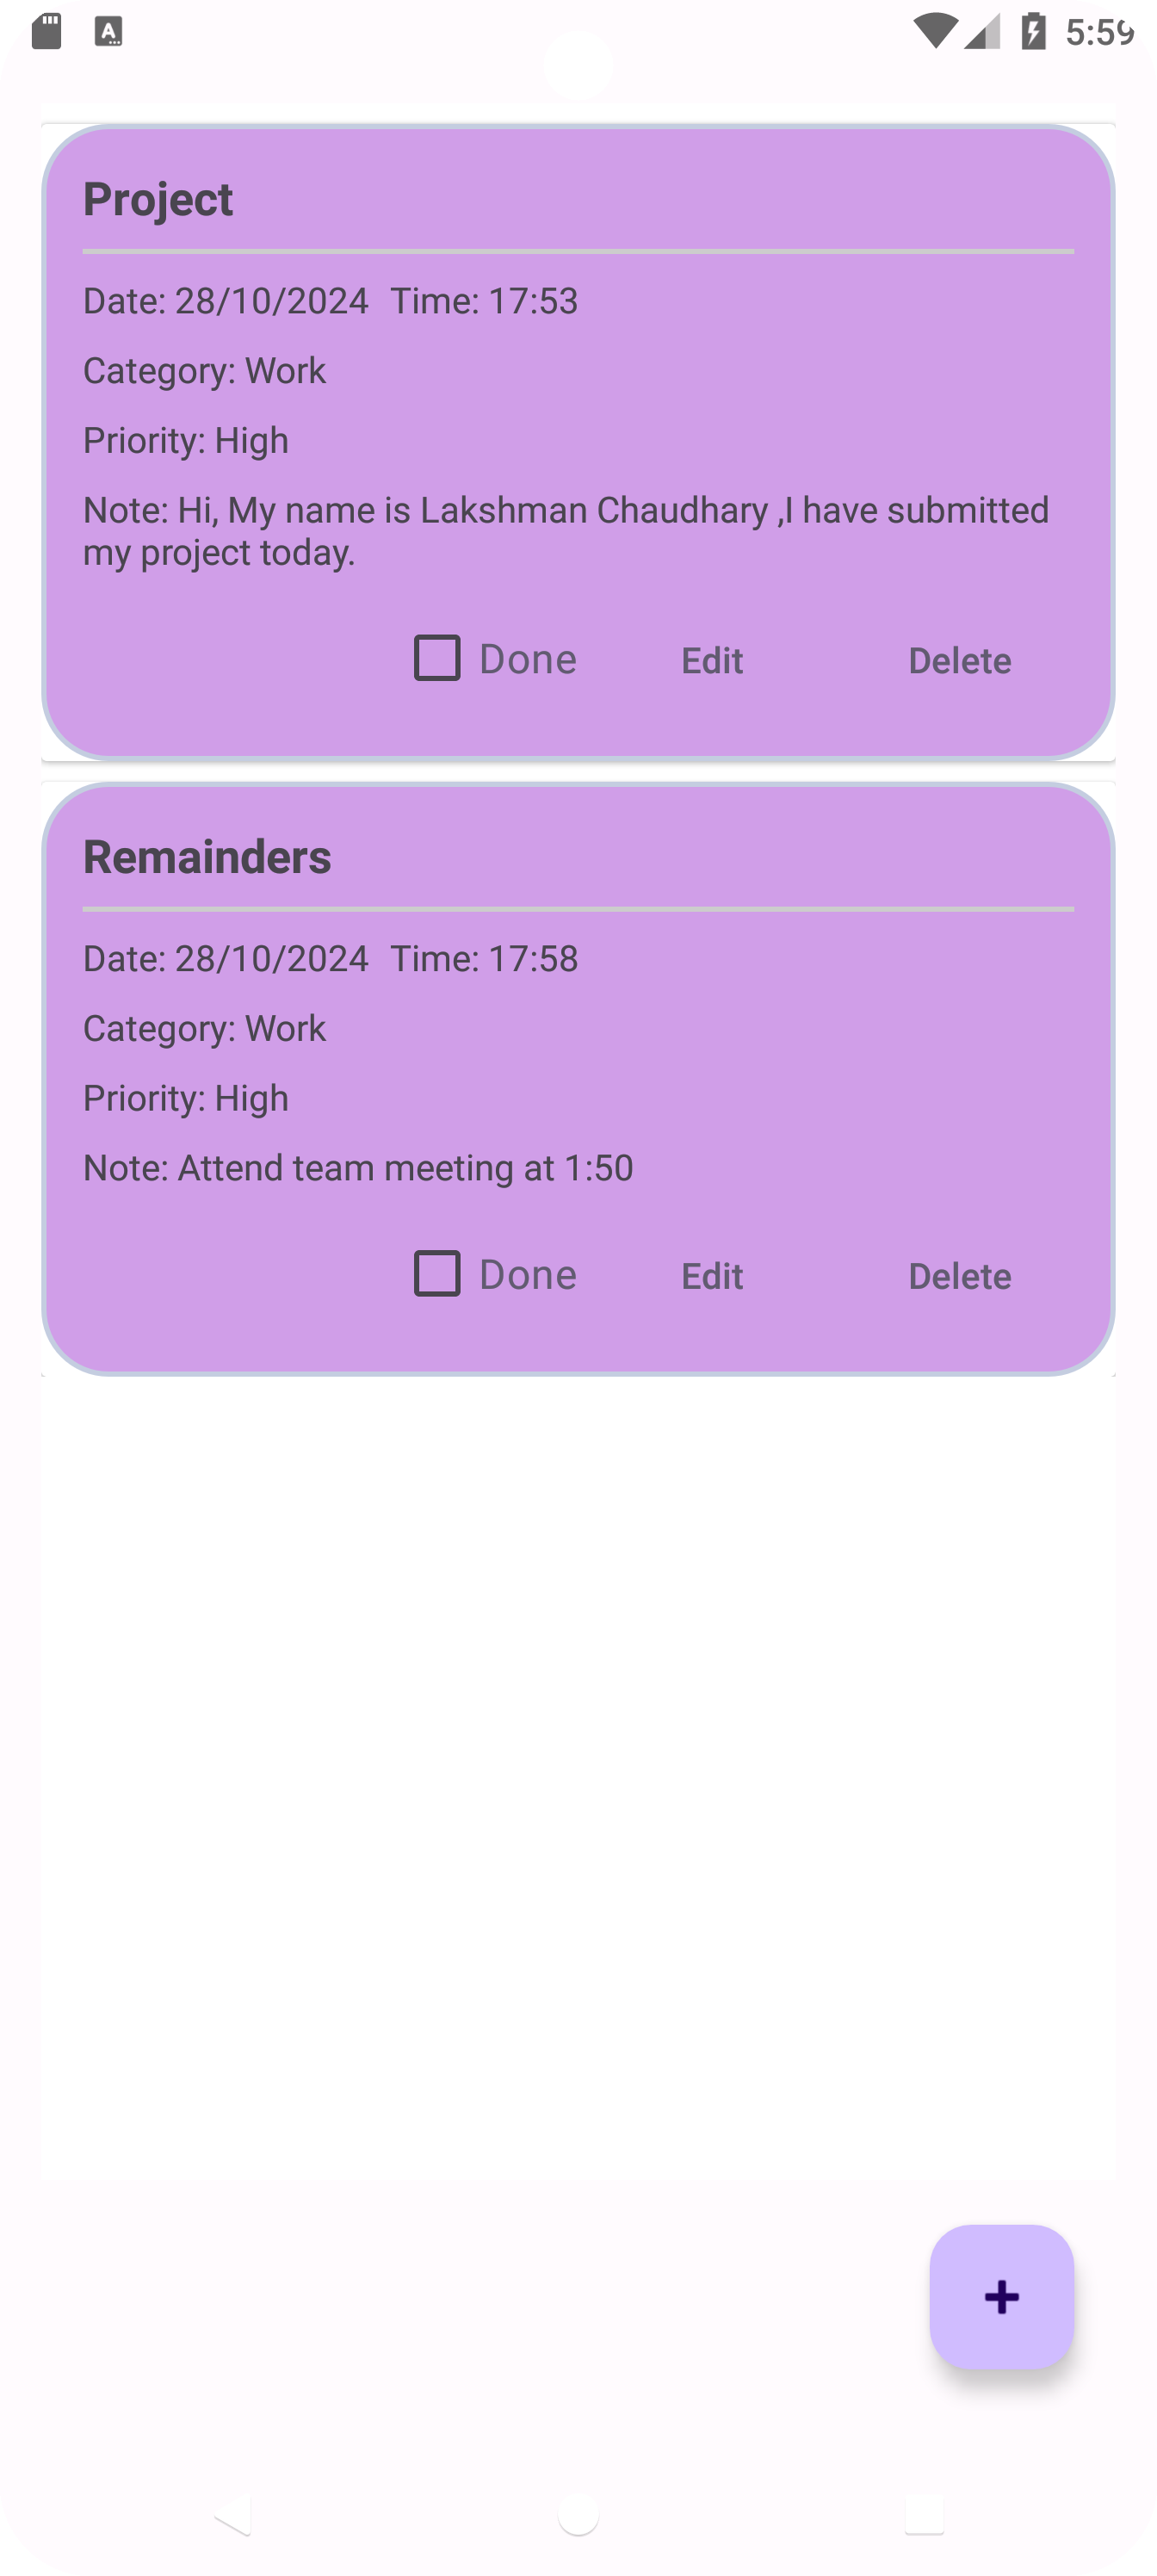 5:59
Project
Date: 28/10/2024 Time: 17:53
Category: Work
Priority: High
Note: Hi, My name is Lakshman Chaudhary ,I have submitted
my project today.
Done Edit Delete
Remainders
Date: 28/10/2024 Time: 17:58
Category: Work
Priority: High
Note: Attend team meeting at 1:50
Done Edit Delete
+